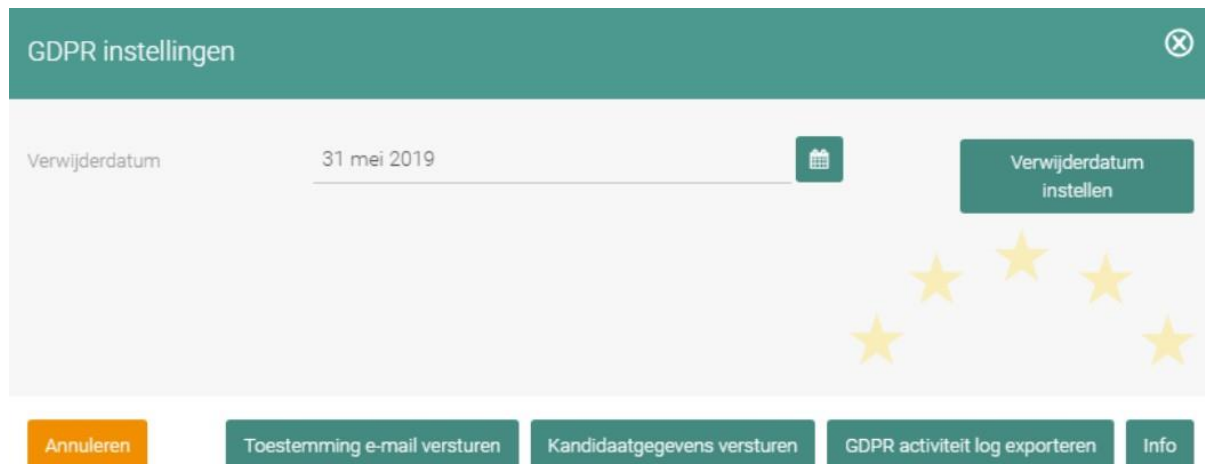 GDPR instellingen
Verwijderdatum
31 mei 2019
Verwijderdatum
instellen
Annuleren
Toestemming e-mail versturen
Kandidaatgegevens versturen
GDPR activiteit log exporteren
Info